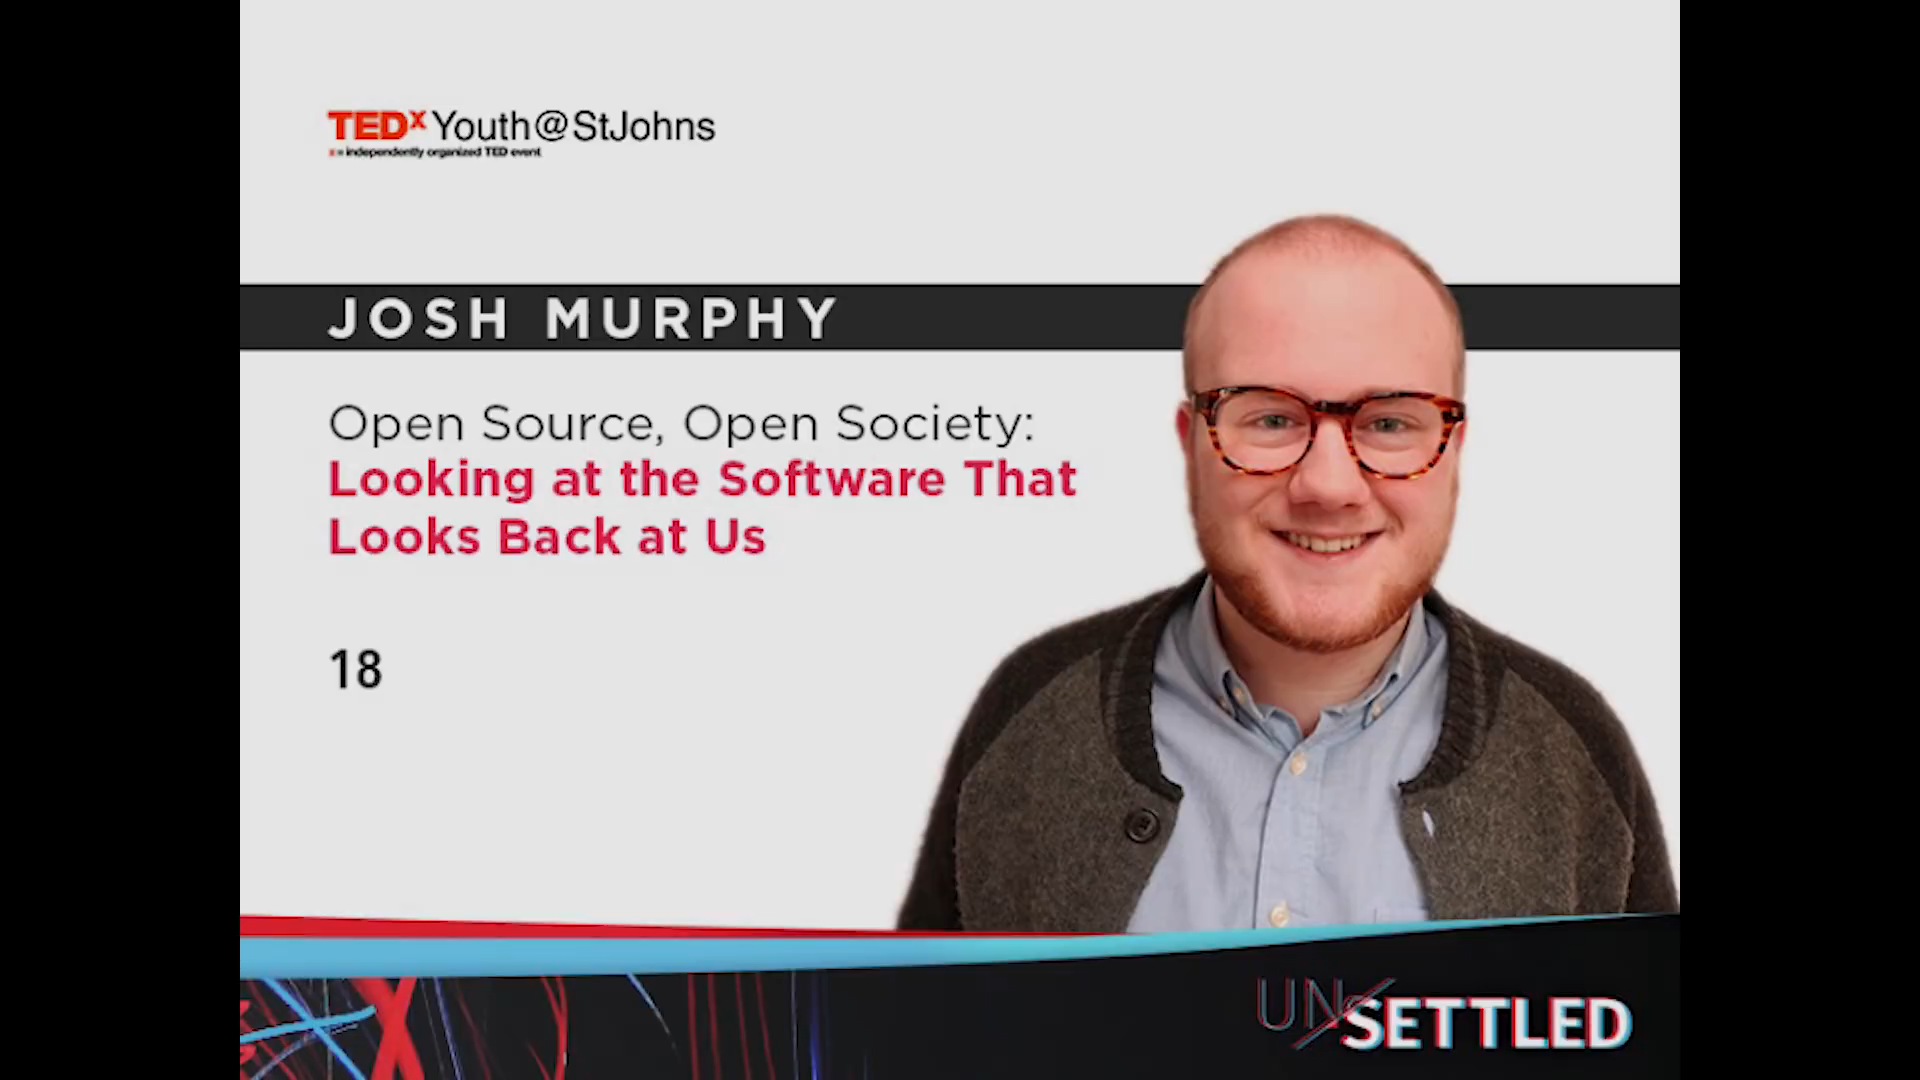 TEDx Youth@StJohns
x = independently organized TED event
JOSH MURPHY
Open Source, Open Society:
Looking at the Software That
Looks Back at Us
18
UNSETTLED